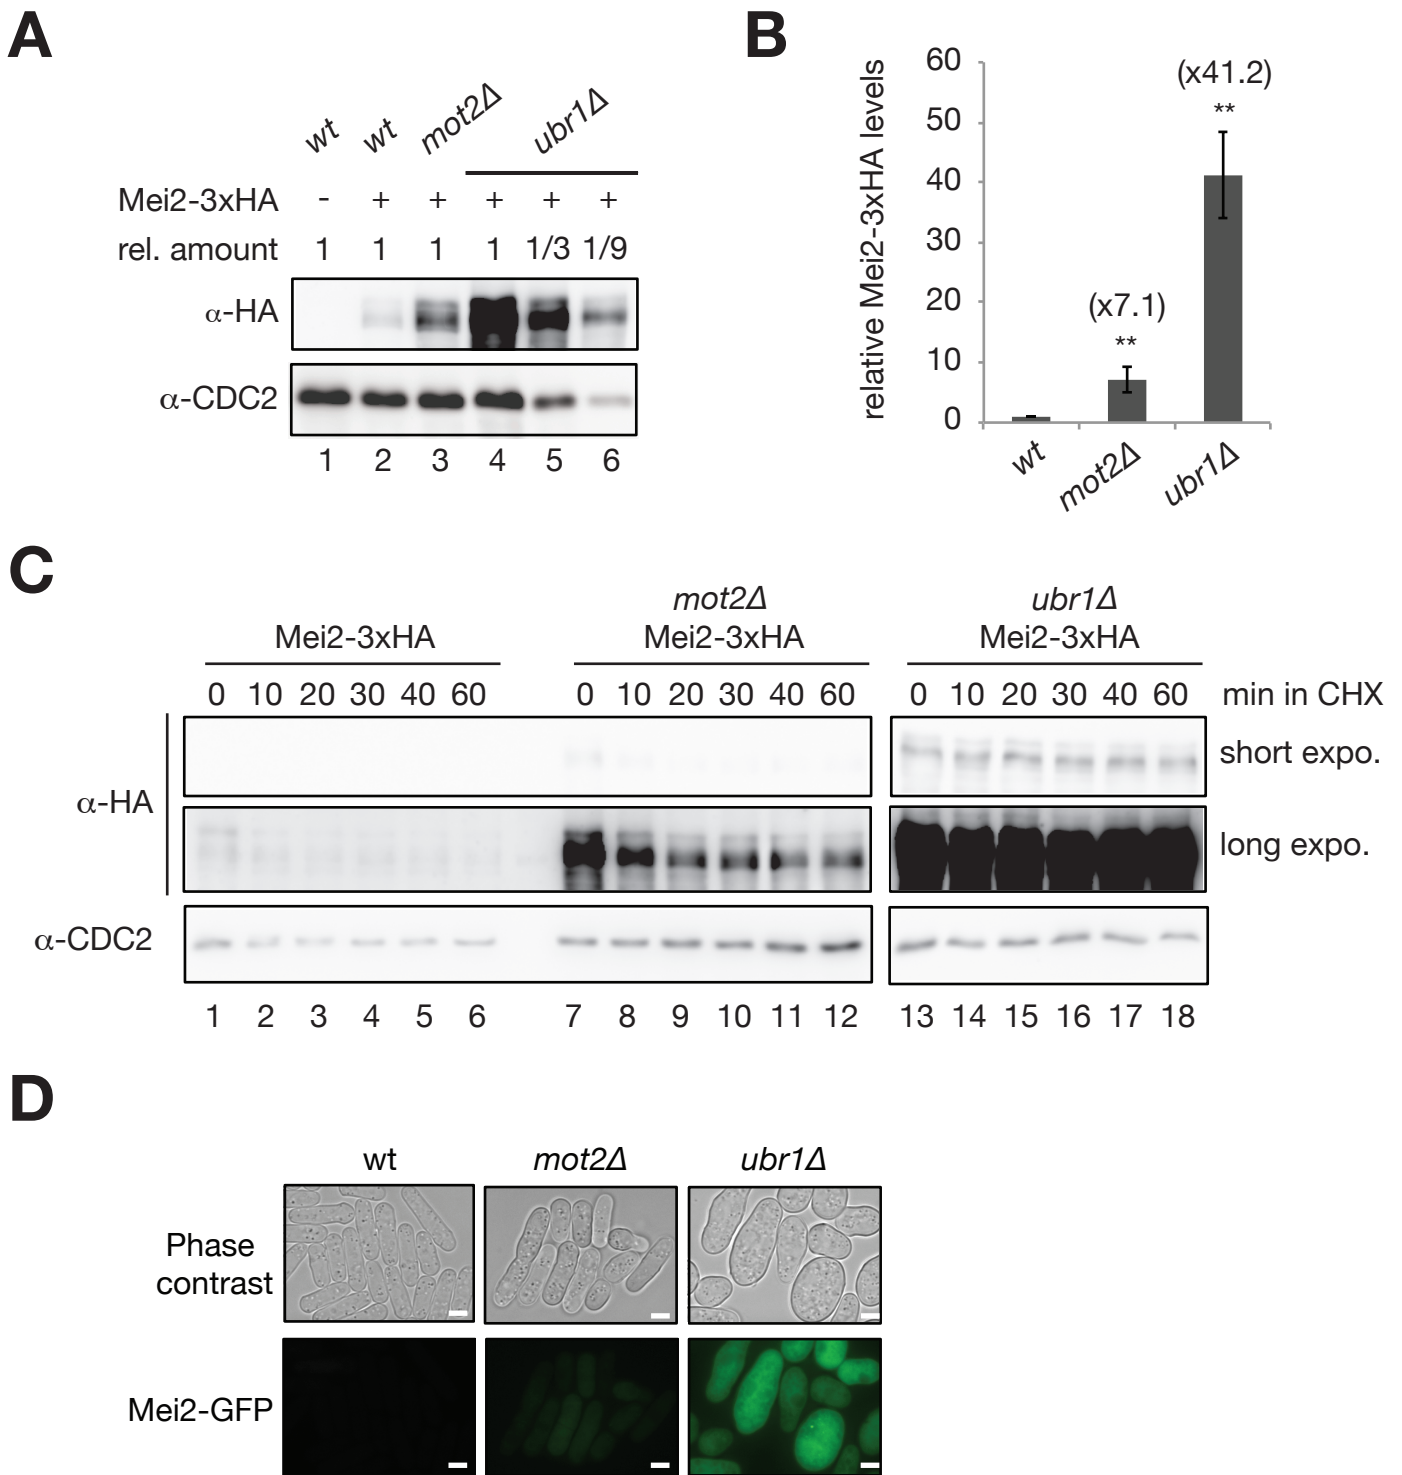 A
wt wt mot2Δ ubr1Δ
Mei2-3xHA - + + + + +
rel. amount 1 1 1 1 1/3 1/9
α-HA
α-CDC2
1 2 3 4 5 6
B
relative Mei2-3xHA levels
60
50
40
30
20
10
0
(x7.1)
**
(x41.2)
**
wt mot2Δ ubr1Δ
C
mot2Δ ubr1Δ
Mei2-3xHA Mei2-3xHA Mei2-3xHA
0 10 20 30 40 60 0 10 20 30 40 60 0 10 20 30 40 60 min in CHX
short expo.
α-HA
long expo.
α-CDC2
1 2 3 4 5 6 7 8 9 10 11 12 13 14 15 16 17 18
D
wt mot2Δ ubr1Δ
Phase
contrast
Mei2-GFP